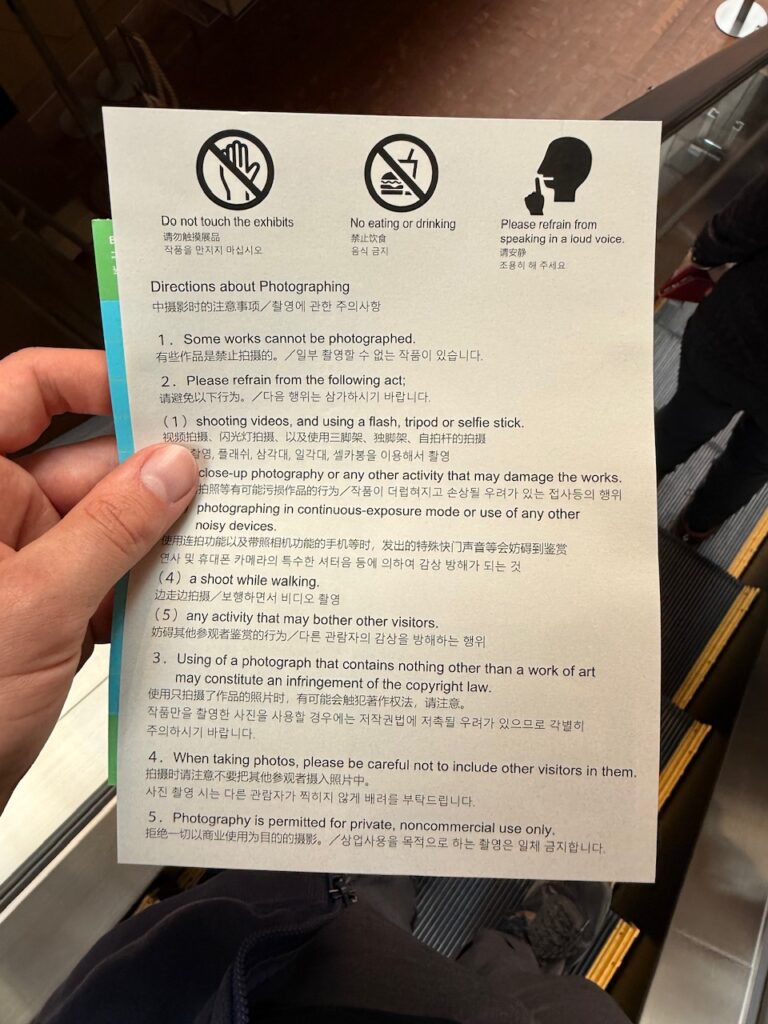 Do not touch the exhibits
请勿触摸展品
작품을 만지지 마십시오
No eating or drinking
禁止饮食
음식 금지
Please refrain from
speaking in a loud voice.
请安静
조용히 해 주세요
Directions about Photographing
中摄影时的注意事项／촬영에 관한 주의사항
1. Some works cannot be photographed.
有些作品是禁止拍摄的。／일부 촬영할 수 없는 작품이 있습니다.
2. Please refrain from the following act;
请避免以下行为。／다음 행위는 삼가하시기 바랍니다.
(1) shooting videos, and using a flash, tripod or selfie stick.
视频拍摄、闪光灯拍摄、以及使用三脚架、独脚架、自拍杆的拍摄
촬영, 플래쉬, 삼각대, 일각대, 셀카봉을 이용해서 촬영
close-up photography or any other activity that may damage the works.
拍照等有可能污损作品的行为／작품이 더럽혀지고 손상될 우려가 있는 접사등의 행위
photographing in continuous-exposure mode or use of any other
noisy devices.
使用连拍功能以及带照相机功能的手机等时，发出的特殊快门声音等会妨碍到鉴赏
연사 및 휴대폰 카메라의 특수한 셔터음 등에 의하여 감상 방해가 되는 것
(4) a shoot while walking.
边走边拍摄／보행하면서 비디오 촬영
(5) any activity that may bother other visitors.
妨碍其他参观者鉴赏的行为／다른 관람자의 감상을 방해하는 행위
3. Using of a photograph that contains nothing other than a work of art
may constitute an infringement of the copyright law.
使用只拍摄了作品的照片时，有可能会触犯著作权法，请注意。
작품만을 촬영한 사진을 사용할 경우에는 저작권법에 저촉될 우려가 있으므로 각별히
주의하시기 바랍니다.
4. When taking photos, please be careful not to include other visitors in them.
拍摄时请注意不要把其他参观者摄入照片中。
사진 촬영 시는 다른 관람자가 찍히지 않게 배려를 부탁드립니다.
5. Photography is permitted for private, noncommercial use only.
拒绝一切以商业使用为目的的摄影。／상업사용을 목적으로 하는 촬영은 일체 금지합니다.